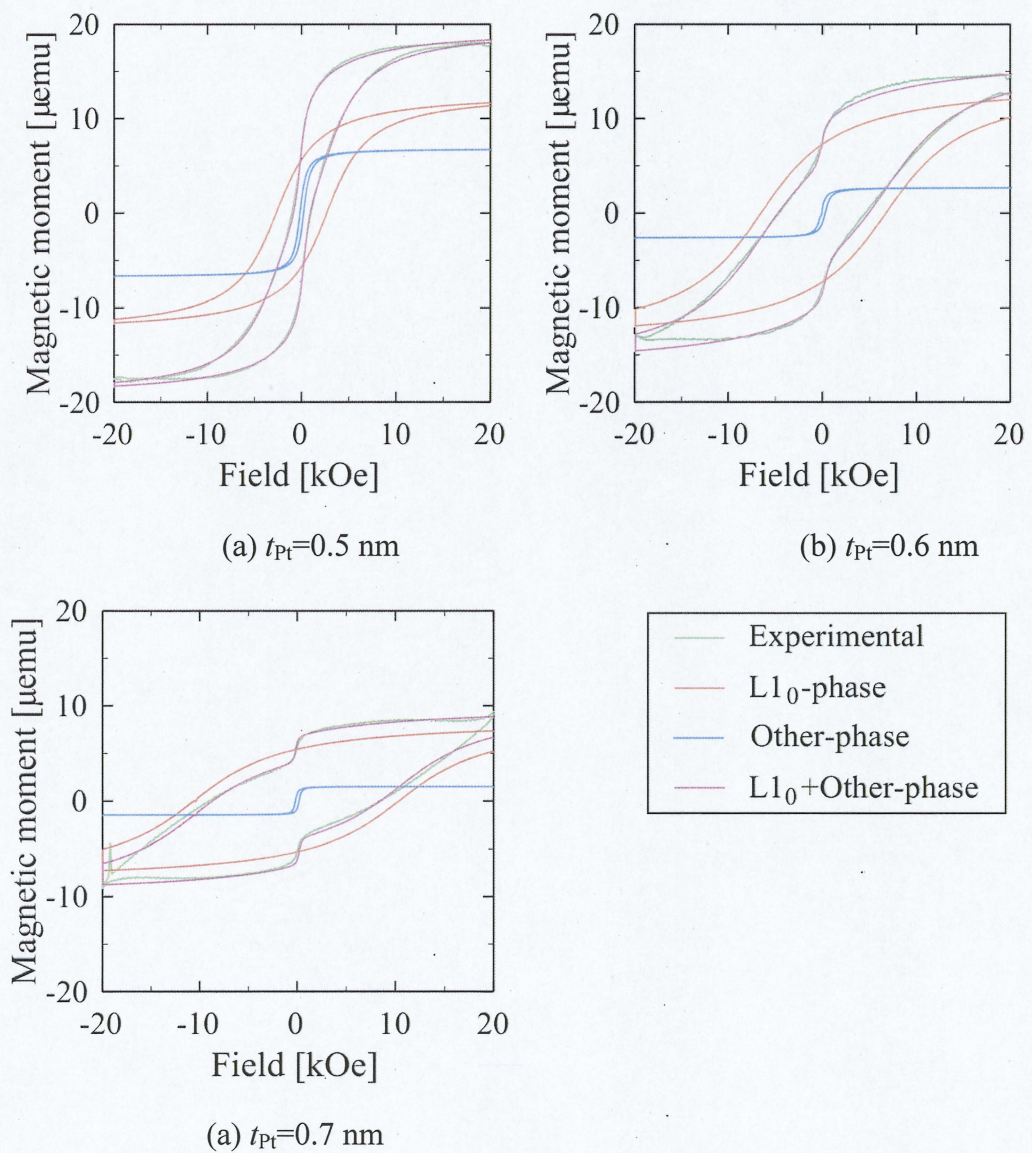 20
10
0
-10
-20
Magnetic moment [μemu]
-20 -10 0 10 20
Field [kOe]
(a) tPt=0.5 nm
20
10
0
-10
-20
Magnetic moment [μemu]
-20 -10 0 10 20
Field [kOe]
(b) tPt=0.6 nm
20
10
0
-10
-20
Magnetic moment [μemu]
-20 -10 0 10 20
Field [kOe]
(a) tPt=0.7 nm
Experimental
L10-phase
Other-phase
L10+Other-phase